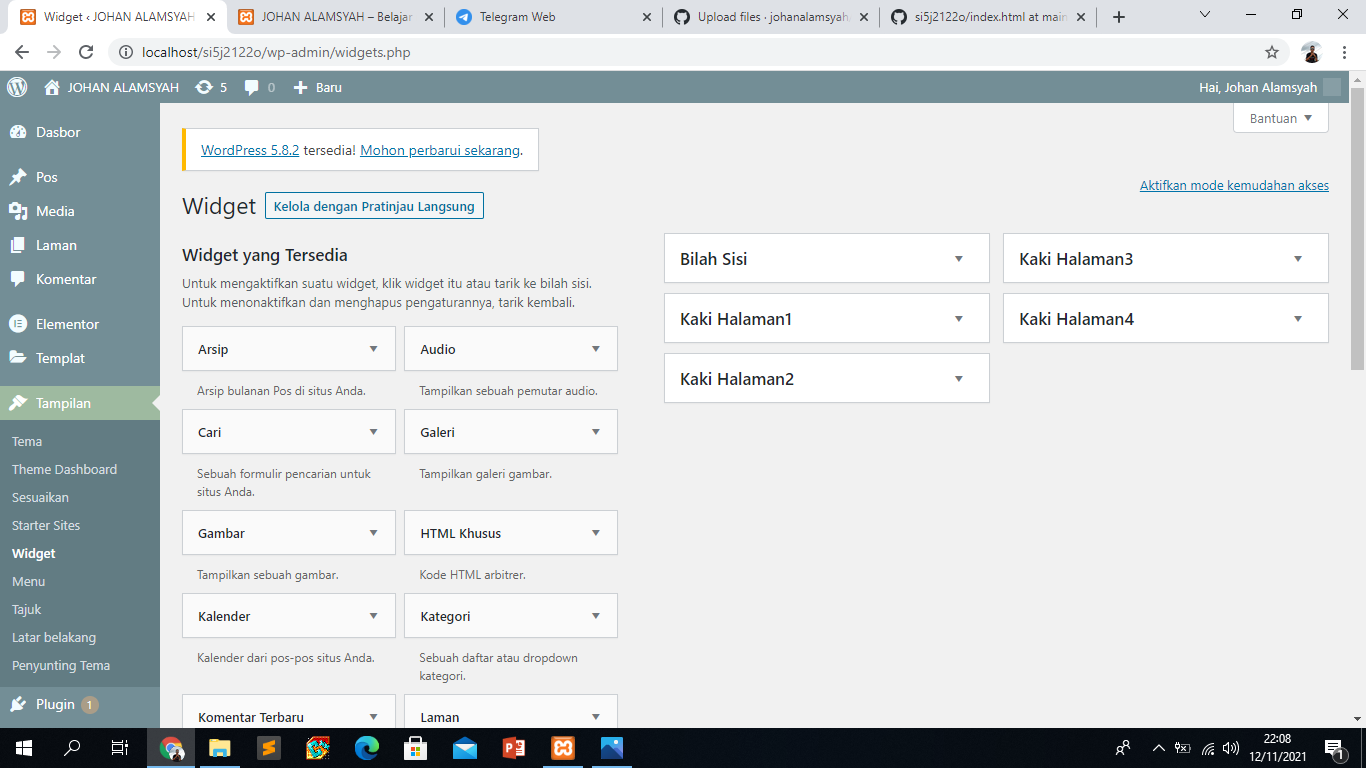 Widget ‹ JOHAN ALAMSYAH
JOHAN ALAMSYAH – Belajar
Telegram Web
Upload files · johanalamsyah
si5j2122o/index.html at main
localhost/si5j2122o/wp-admin/widgets.php
JOHAN ALAMSYAH 5 0 Baru
Hai, Johan Alamsyah
Dasbor
Pos
Media
Laman
Komentar
Elementor
Templat
Tampilan
Tema
Theme Dashboard
Sesuaikan
Starter Sites
Widget
Menu
Tajuk
Latar belakang
Penyunting Tema
Plugin 1
Bantuan
WordPress 5.8.2 tersedia! Mohon perbarui sekarang.
Aktifkan mode kemudahan akses
Widget Kelola dengan Pratinjau Langsung
Widget yang Tersedia
Untuk mengaktifkan suatu widget, klik widget itu atau tarik ke bilah sisi.
Untuk menonaktifkan dan menghapus pengaturannya, tarik kembali.
Arsip
Arsip bulanan Pos di situs Anda.
Audio
Tampilkan sebuah pemutar audio.
Cari
Sebuah formulir pencarian untuk
situs Anda.
Galeri
Tampilkan galeri gambar.
Gambar
Tampilkan sebuah gambar.
HTML Khusus
Kode HTML arbitrer.
Kalender
Kalender dari pos-pos situs Anda.
Kategori
Sebuah daftar atau dropdown
kategori.
Komentar Terbaru
Laman
Bilah Sisi
Kaki Halaman1
Kaki Halaman2
Kaki Halaman3
Kaki Halaman4
22:08
12/11/2021
1